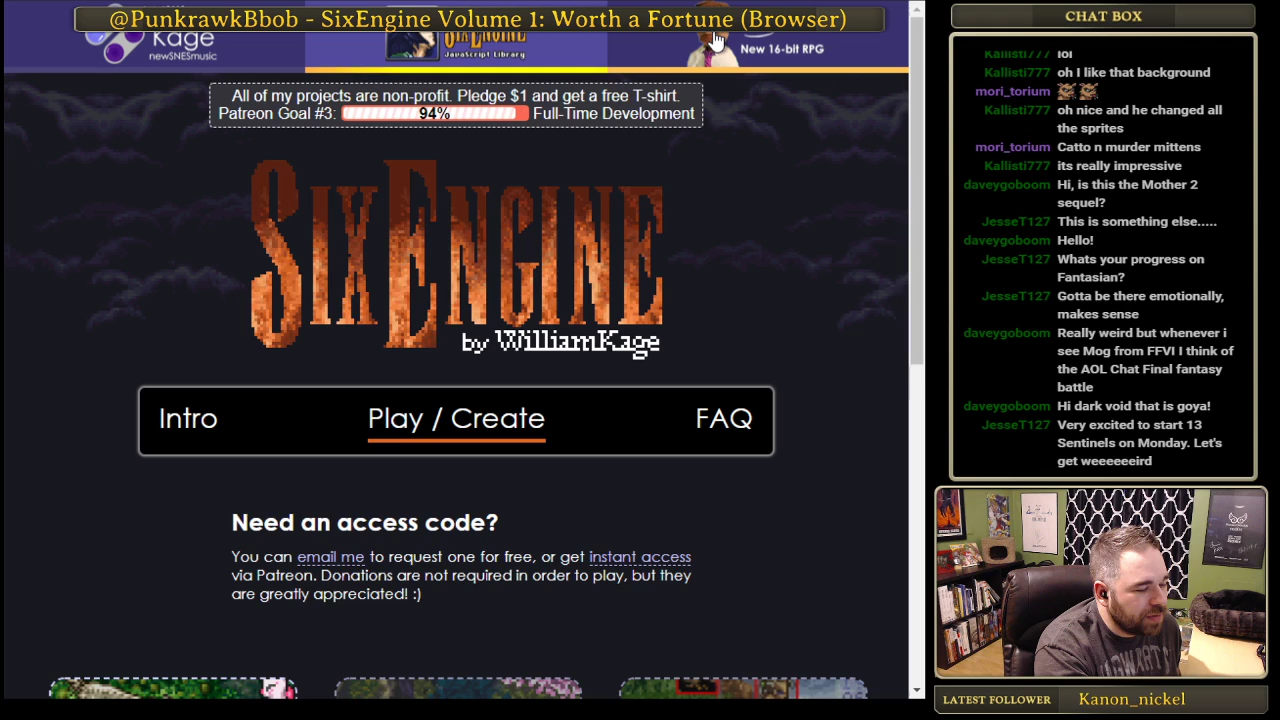 @PunkrawkBbob - SixEngine Volume 1: Worth a Fortune (Browser)
Kage
newSNESmusic
SIXENGINE
JavaScript Library
New 16-bit RPG
All of my projects are non-profit. Pledge $1 and get a free T-shirt.
Patreon Goal #3: 94% Full-Time Development
SIXENGINE
by WilliamKage
Intro
Play / Create
FAQ
Need an access code?
You can email me to request one for free, or get instant access
via Patreon. Donations are not required in order to play, but they
are greatly appreciated! :)
CHAT BOX
Kallisti777 lol
Kallisti777 oh I like that background
mori_torium
Kallisti777 oh nice and he changed all
the sprites
mori_torium Catto n murder mittens
Kallisti777 its really impressive
daveygoboom Hi, is this the Mother 2
sequel?
JesseT127 This is something else.....
daveygoboom Hello!
JesseT127 Whats your progress on
Fantasian?
JesseT127 Gotta be there emotionally,
makes sense
daveygoboom Really weird but whenever i
see Mog from FFVI I think of
the AOL Chat Final fantasy
battle
daveygoboom Hi dark void that is goya!
JesseT127 Very excited to start 13
Sentinels on Monday. Let's
get weeeeeeird
LATEST FOLLOWER Kanon_nickel